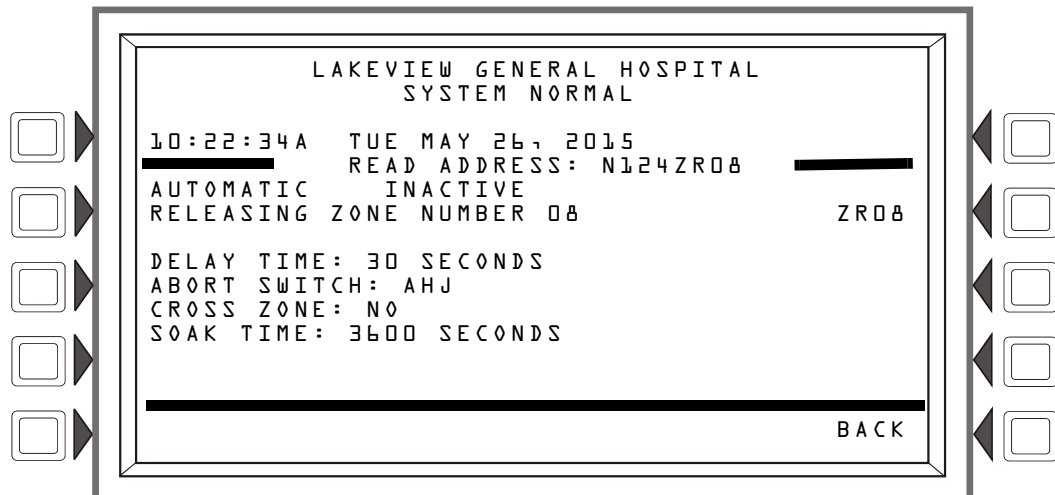 LAKEVIEW GENERAL HOSPITAL
SYSTEM NORMAL
10:22:34A TUE MAY 26, 2015
READ ADDRESS: N124ZR08
AUTOMATIC INACTIVE
RELEASING ZONE NUMBER 08 ZR08
DELAY TIME: 30 SECONDS
ABORT SWITCH: AHJ
CROSS ZONE: NO
SOAK TIME: 3600 SECONDS
BACK